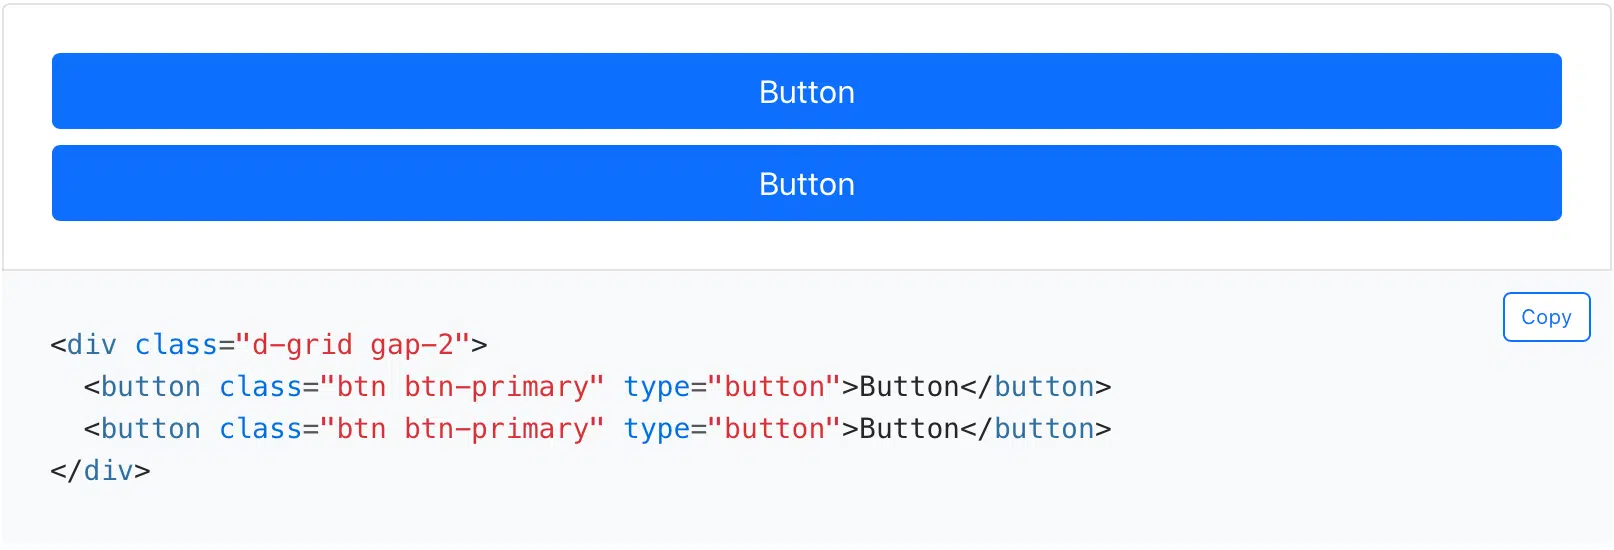 Button
Button
Copy
<div class="d-grid gap-2">
  <button class="btn btn-primary" type="button">Button</button>
  <button class="btn btn-primary" type="button">Button</button>
</div>